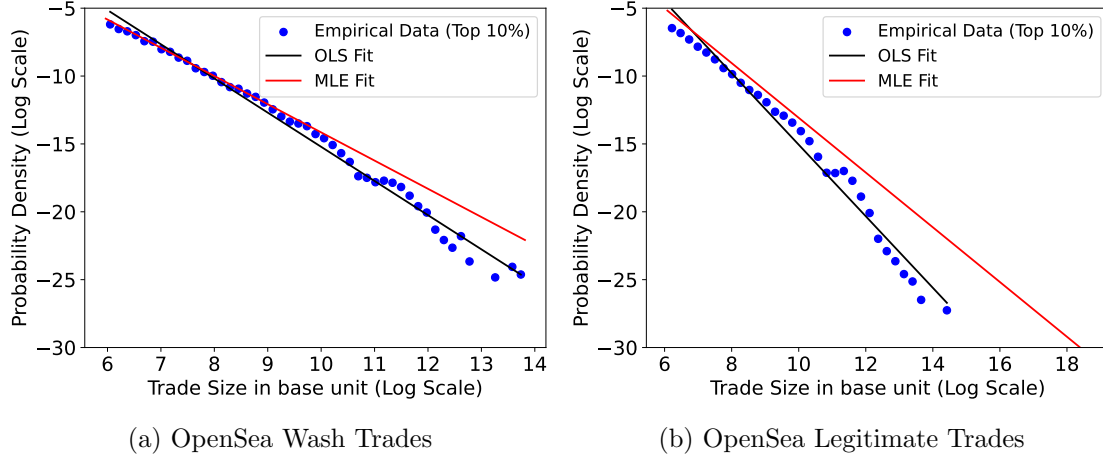 −5
−10
−15
−20
−25
−30
Probability Density (Log Scale)
Empirical Data (Top 10%)
OLS Fit
MLE Fit
6 7 8 9 10 11 12 13 14
Trade Size in base unit (Log Scale)
(a) OpenSea Wash Trades
−5
−10
−15
−20
−25
−30
Probability Density (Log Scale)
Empirical Data (Top 10%)
OLS Fit
MLE Fit
6 8 10 12 14 16 18
Trade Size in base unit (Log Scale)
(b) OpenSea Legitimate Trades